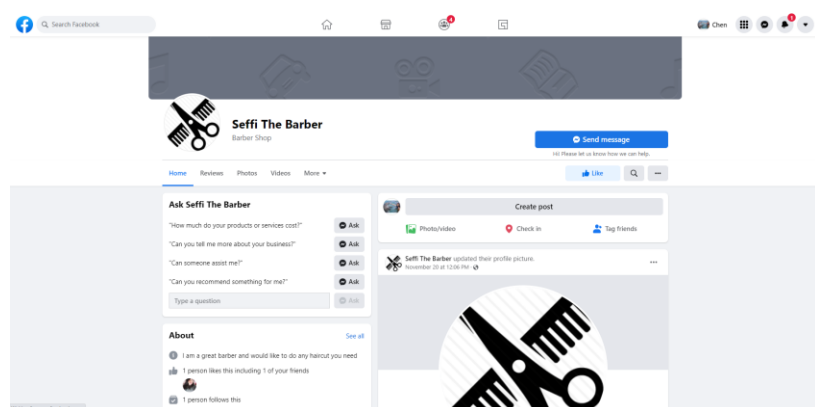 Search Facebook
4
Chen
1
Seffi The Barber
Barber Shop
Send message
Hi! Please let us know how we can help.
Home Reviews Photos Videos More
Like
Ask Seffi The Barber
"How much do your products or services cost?" Ask
"Can you tell me more about your business?" Ask
"Can someone assist me?" Ask
"Can you recommend something for me?" Ask
Type a question Ask
About See all
I am a great barber and would like to do any haircut you need
1 person likes this including 1 of your friends
1 person follows this
Create post
Photo/video Check in Tag friends
Seffi The Barber updated their profile picture.
November 20 at 12:06 PM ·